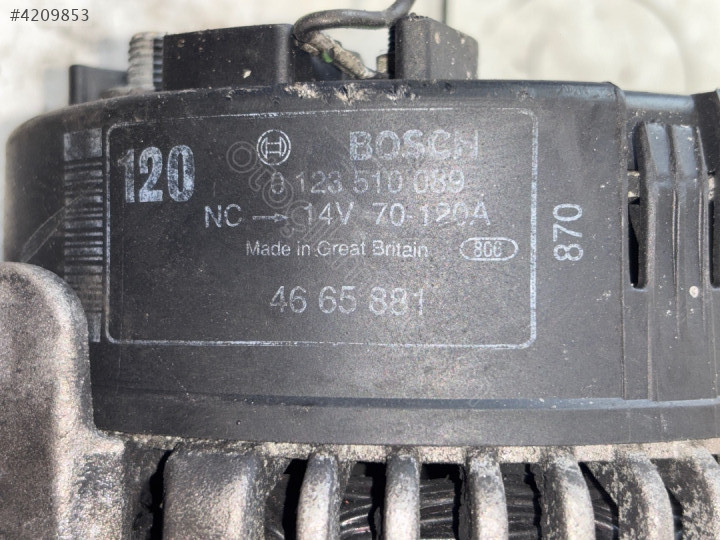 #4209853
120
BOSCH
0 123 510 089
NC → 14V 70-120A
Made in Great Britain
46 65 881
870